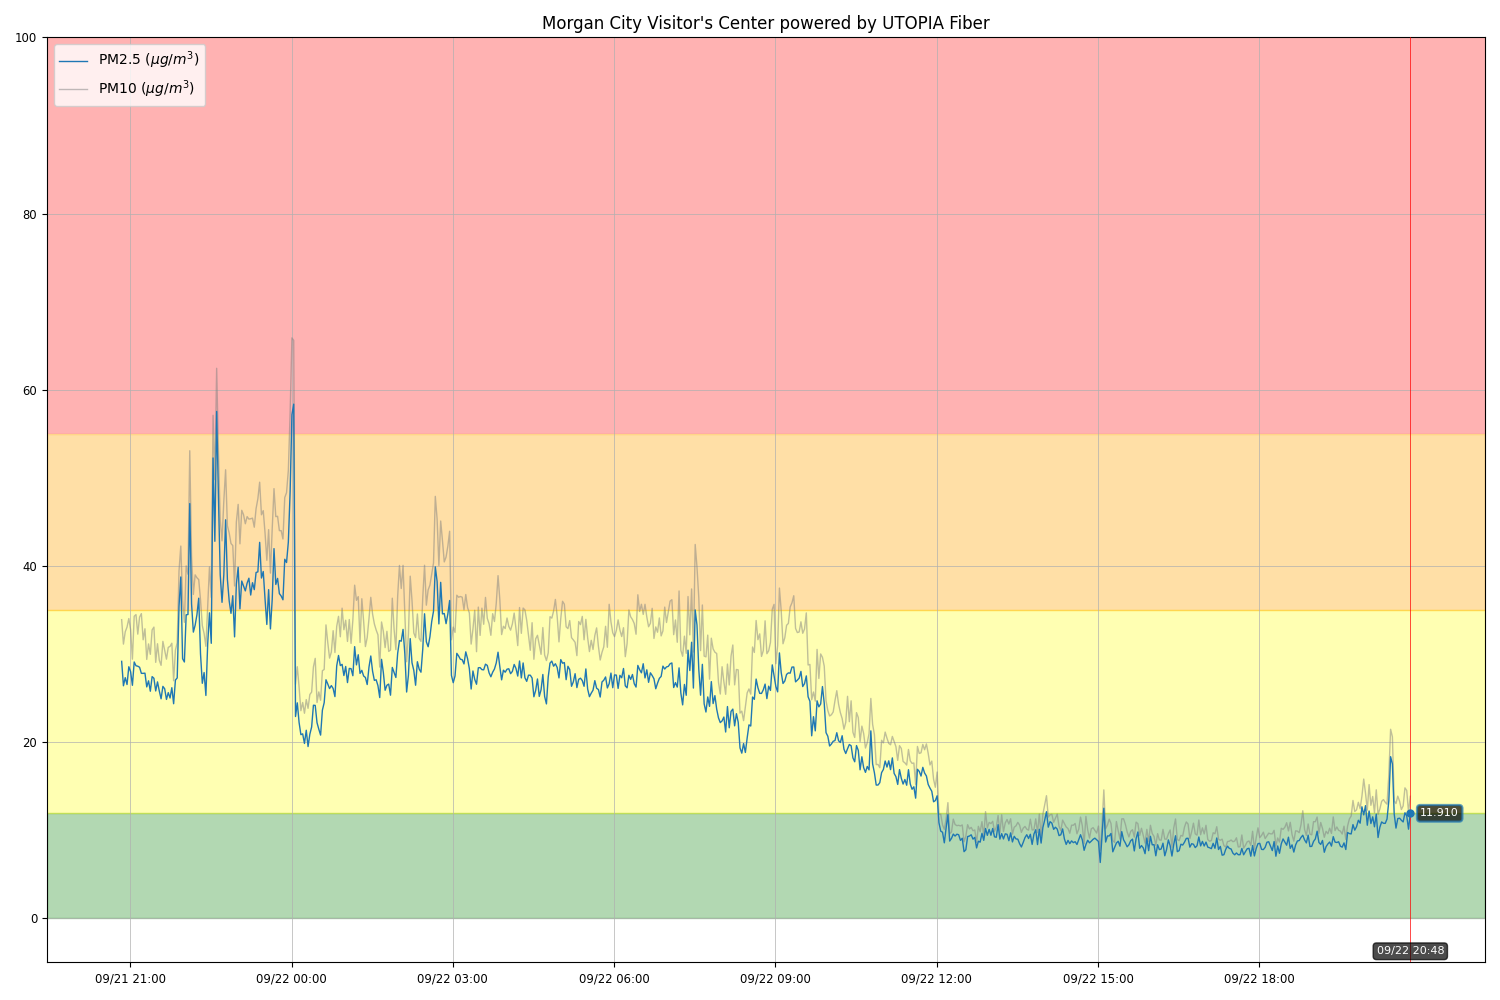 Morgan City Visitor's Center powered by UTOPIA Fiber
100
PM2.5 (μg/m³)
PM10 (μg/m³)
80
60
40
20
11.910
0
09/22 20:48
09/21 21:00 09/22 00:00 09/22 03:00 09/22 06:00 09/22 09:00 09/22 12:00 09/22 15:00 09/22 18:00